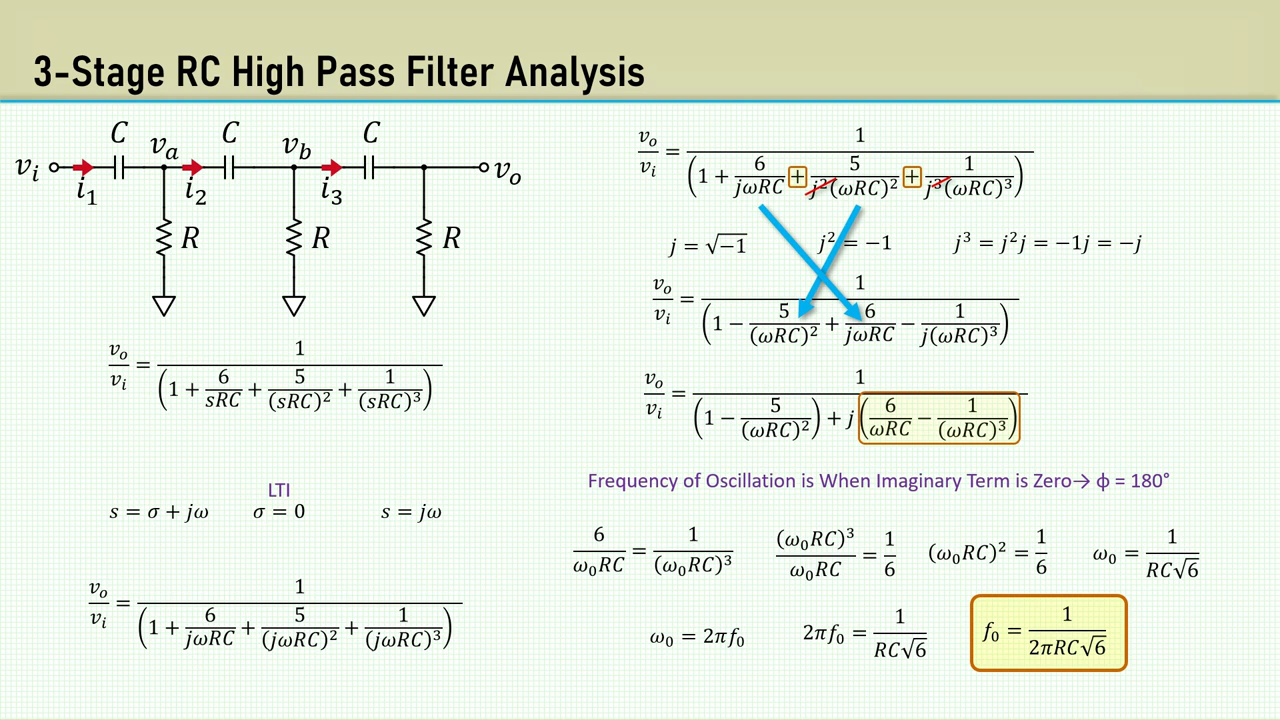 3-Stage RC High Pass Filter Analysis
C C C
v_i v_a v_b v_o
i_1 i_2 i_3
R R R
v_o/v_i = 1/(1 + 6/(sRC) + 5/(sRC)^2 + 1/(sRC)^3)
LTI
s = σ + jω σ = 0 s = jω
v_o/v_i = 1/(1 + 6/(jωRC) + 5/(jωRC)^2 + 1/(jωRC)^3)
v_o/v_i = 1/(1 + 6/(jωRC) + 5/(j^2(ωRC)^2) + 1/(j^3(ωRC)^3))
j = √−1 j^2 = −1 j^3 = j^2j = −1j = −j
v_o/v_i = 1/(1 − 5/(ωRC)^2 + 6/(jωRC) − 1/(j(ωRC)^3))
v_o/v_i = 1/((1 − 5/(ωRC)^2) + j(6/(ωRC) − 1/(ωRC)^3))
Frequency of Oscillation is When Imaginary Term is Zero→ ϕ = 180°
6/(ω_0RC) = 1/(ω_0RC)^3 (ω_0RC)^3/(ω_0RC) = 1/6 (ω_0RC)^2 = 1/6 ω_0 = 1/(RC√6)
ω_0 = 2πf_0 2πf_0 = 1/(RC√6) f_0 = 1/(2πRC√6)